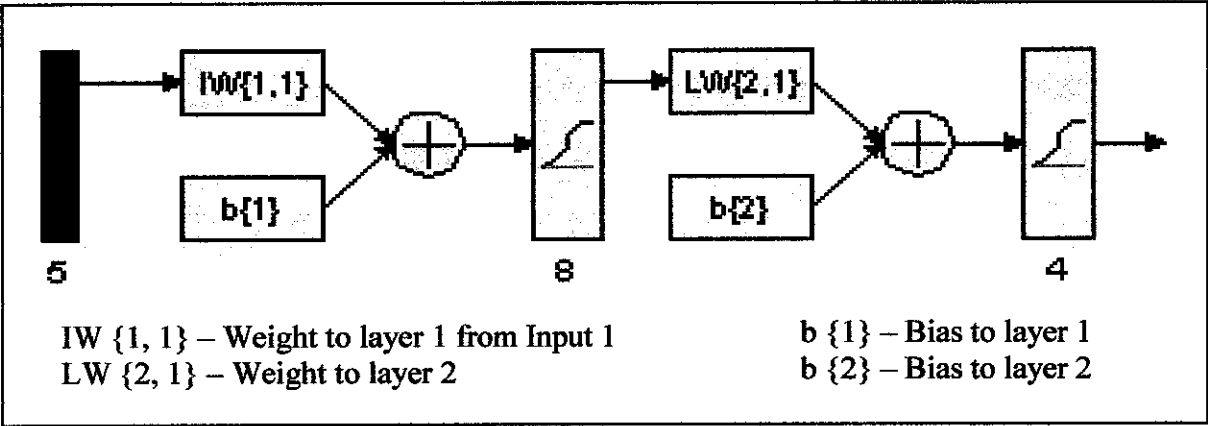 IW{1,1}
LW{2,1}
b{1}
b{2}
5
8
4
IW {1, 1} – Weight to layer 1 from Input 1
LW {2, 1} – Weight to layer 2
b {1} – Bias to layer 1
b {2} – Bias to layer 2